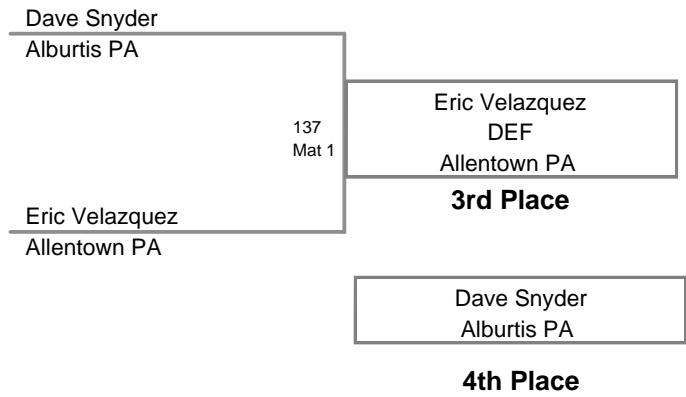 Dave Snyder
Alburtis PA
137
Mat 1
Eric Velazquez
DEF
Allentown PA
3rd Place
Eric Velazquez
Allentown PA
Dave Snyder
Alburtis PA
4th Place